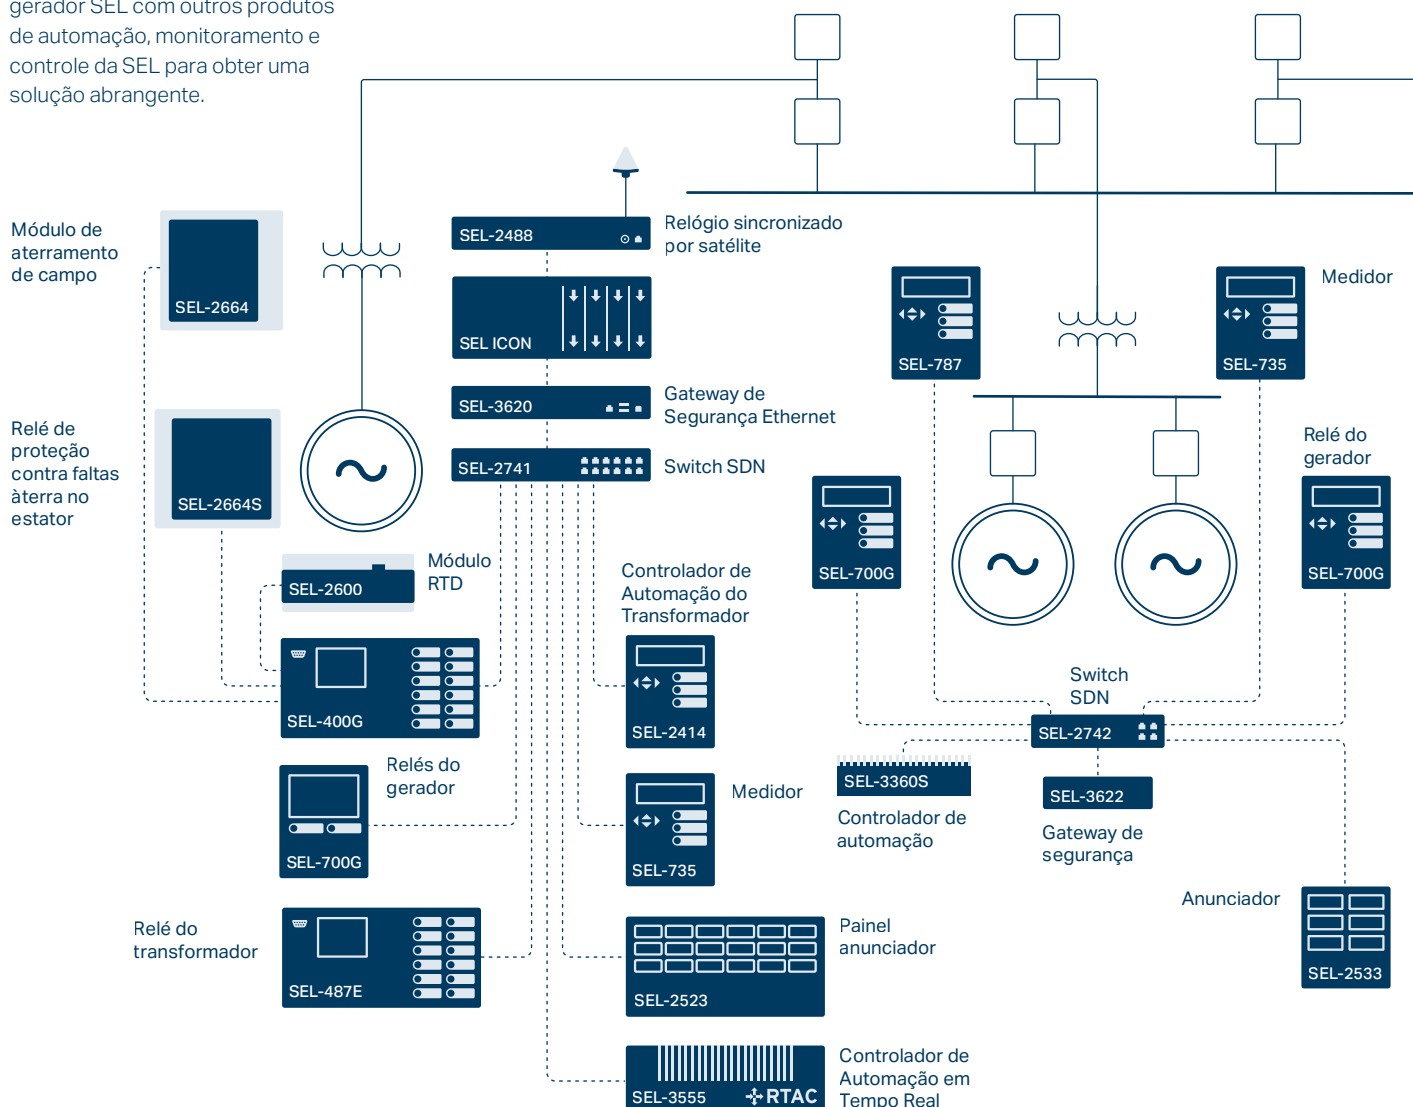 gerador SEL com outros produtos
de automação, monitoramento e
controle da SEL para obter uma
solução abrangente.
Módulo de
aterramento
de campo
SEL-2664
SEL-2488
Relógio sincronizado
por satélite
SEL ICON
SEL-3620
Gateway de
Segurança Ethernet
SEL-2741
Switch SDN
Relé de
proteção
contra faltas
àterra no
estator
SEL-2664S
SEL-2600
Módulo
RTD
SEL-400G
Relés do
gerador
SEL-700G
Relé do
transformador
SEL-487E
Controlador de
Automação do
Transformador
SEL-2414
Medidor
SEL-735
Painel
anunciador
SEL-2523
Controlador de
Automação em
Tempo Real
SEL-3555
RTAC
SEL-787
Medidor
SEL-735
SEL-700G
Relé do
gerador
SEL-700G
Switch
SDN
SEL-2742
SEL-3360S
Controlador de
automação
SEL-3622
Gateway de
segurança
Anunciador
SEL-2533